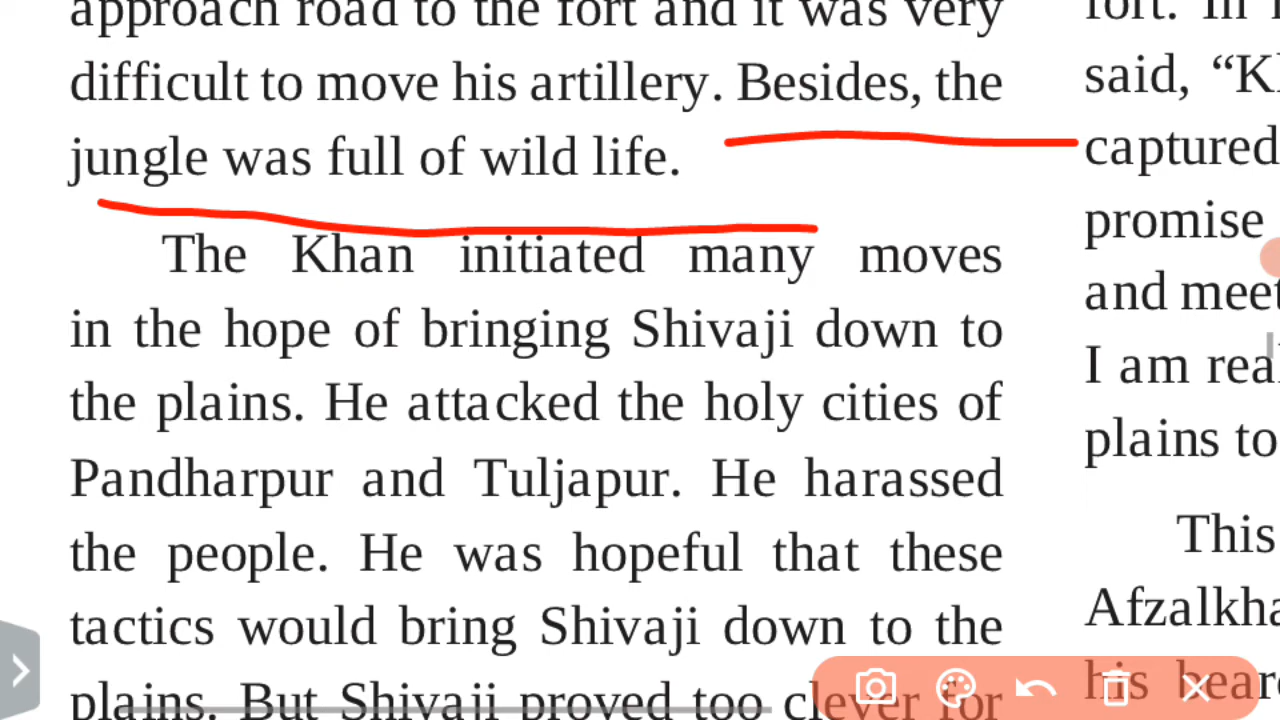 approach road to the fort and it was very
difficult to move his artillery. Besides, the
jungle was full of wild life.
The Khan initiated many moves
in the hope of bringing Shivaji down to
the plains. He attacked the holy cities of
Pandharpur and Tuljapur. He harassed
the people. He was hopeful that these
tactics would bring Shivaji down to the
plains. But Shivaji proved too clever for
fort. In
said, “K
captured
promise
and meet
I am rea
plains to
This
Afzalkha
his bear